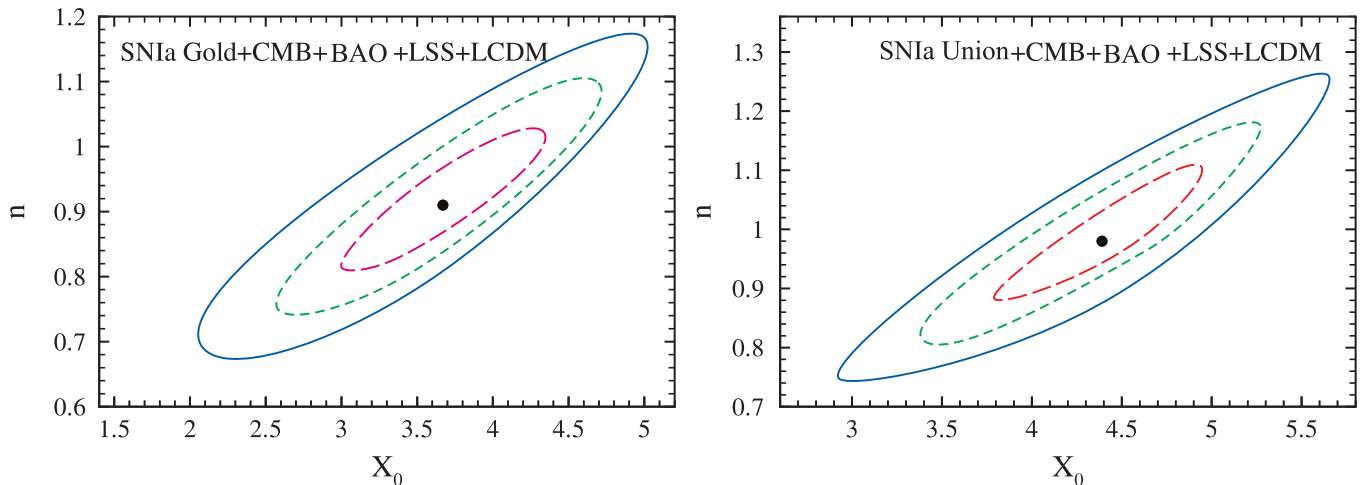 SNIa Gold+CMB+BAO +LSS+LCDM
n
1.2
1.1
1
0.9
0.8
0.7
0.6
1.5 2 2.5 3 3.5 4 4.5 5
X0
SNIa Union+CMB+BAO +LSS+LCDM
n
1.3
1.2
1.1
1
0.9
0.8
0.7
3 3.5 4 4.5 5 5.5
X0